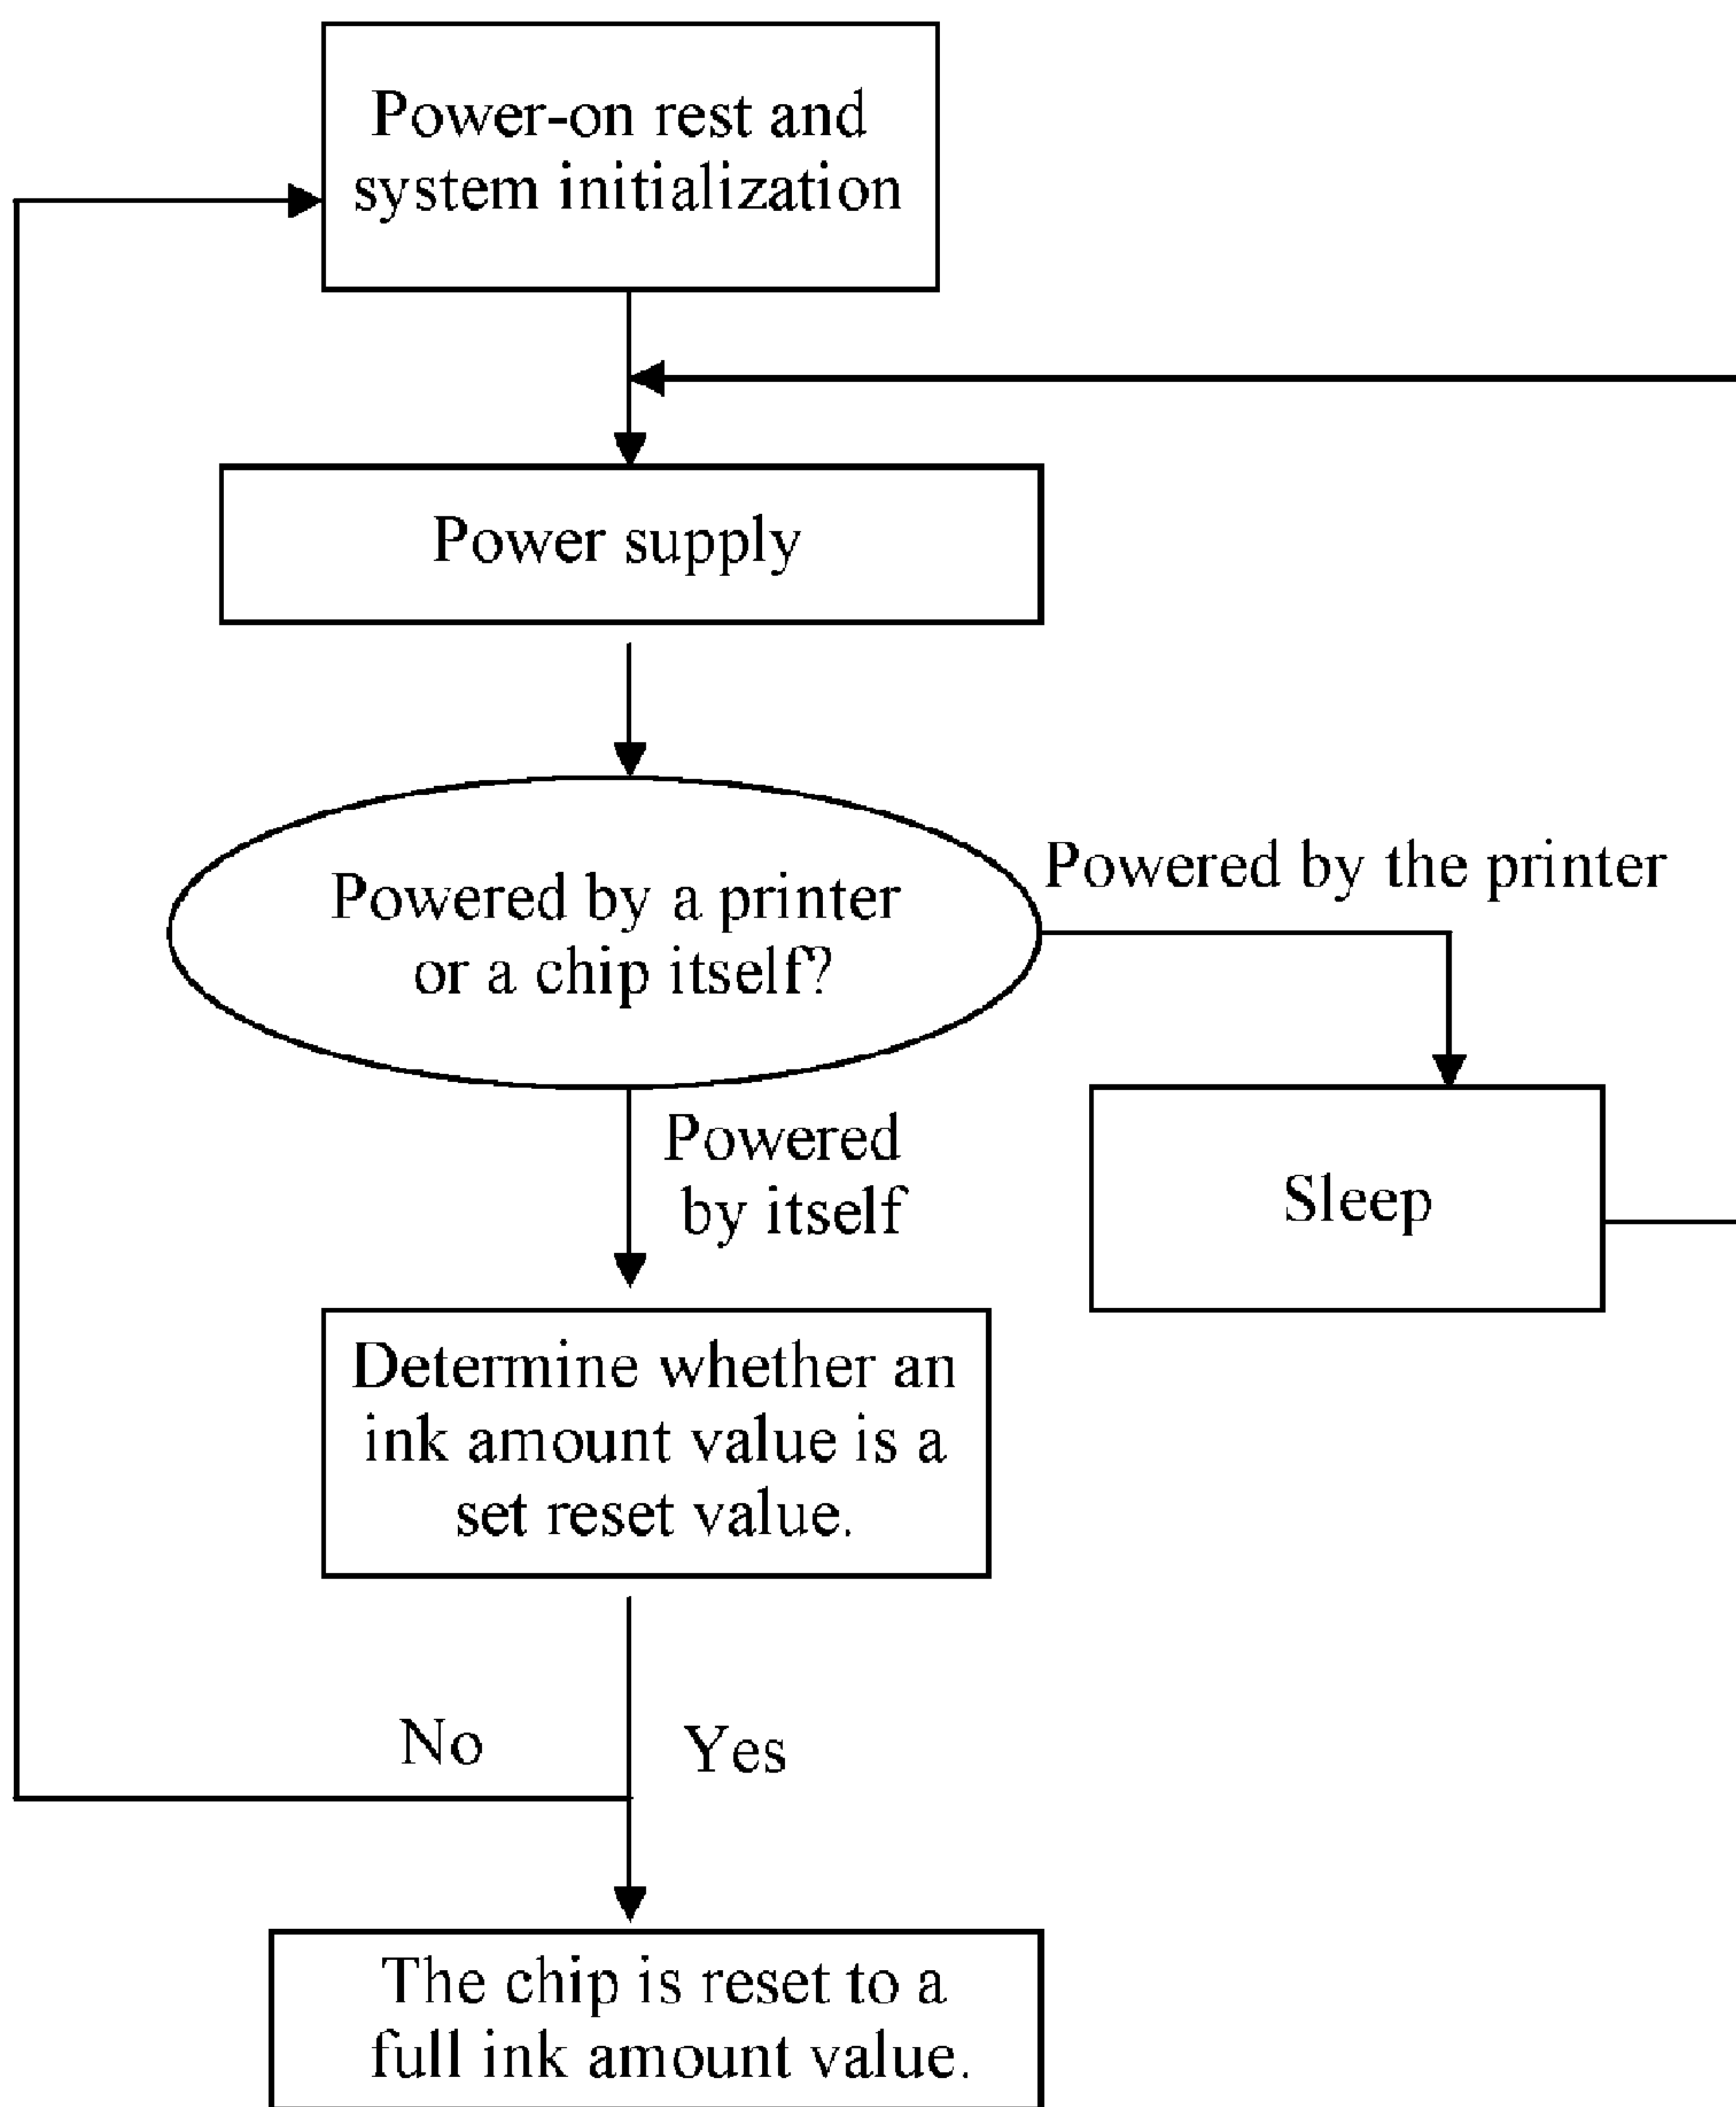 Power-on rest and
system initialization
Power supply
Powered by a printer
or a chip itself?
Powered by the printer
Powered
by itself
Sleep
Determine whether an
ink amount value is a
set reset value.
No
Yes
The chip is reset to a
full ink amount value.